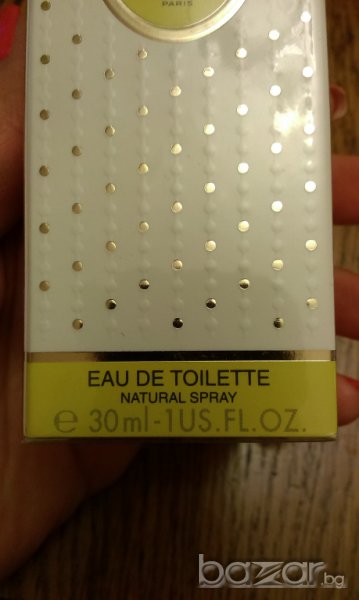 PARIS
EAU DE TOILETTE
NATURAL SPRAY
℮ 30ml-1US.FL.OZ.
bazar.bg